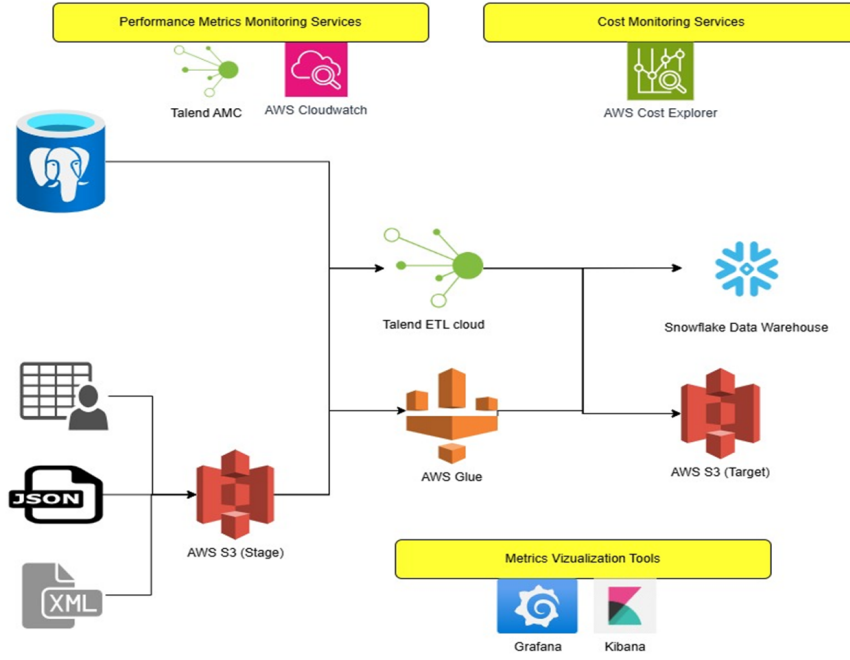 Performance Metrics Monitoring Services
Cost Monitoring Services
Talend AMC
AWS Cloudwatch
AWS Cost Explorer
Talend ETL cloud
Snowflake Data Warehouse
AWS Glue
AWS S3 (Target)
JSON
AWS S3 (Stage)
XML
Metrics Vizualization Tools
Grafana
Kibana